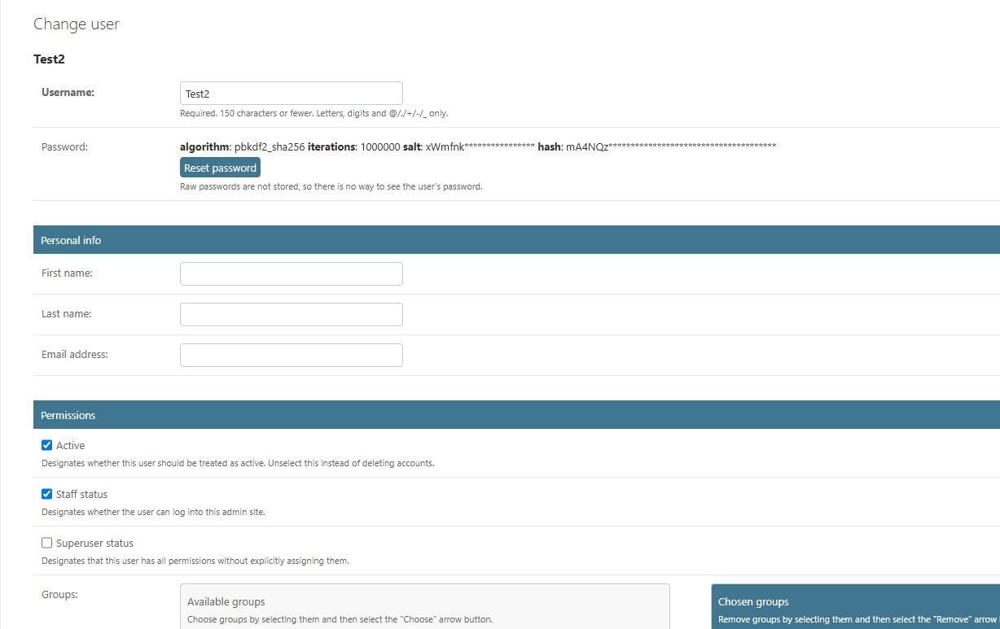 Change user
Test2
Username:
Test2
Required. 150 characters or fewer. Letters, digits and @/./+/-/_ only.
Password:
algorithm: pbkdf2_sha256 iterations: 1000000 salt: xWmfnk**************** hash: mA4NQz**************************************
Reset password
Raw passwords are not stored, so there is no way to see the user's password.
Personal info
First name:
Last name:
Email address:
Permissions
Active
Designates whether this user should be treated as active. Unselect this instead of deleting accounts.
Staff status
Designates whether the user can log into this admin site.
Superuser status
Designates that this user has all permissions without explicitly assigning them.
Groups:
Available groups
Choose groups by selecting them and then select the "Choose" arrow button.
Chosen groups
Remove groups by selecting them and then select the "Remove" arrow